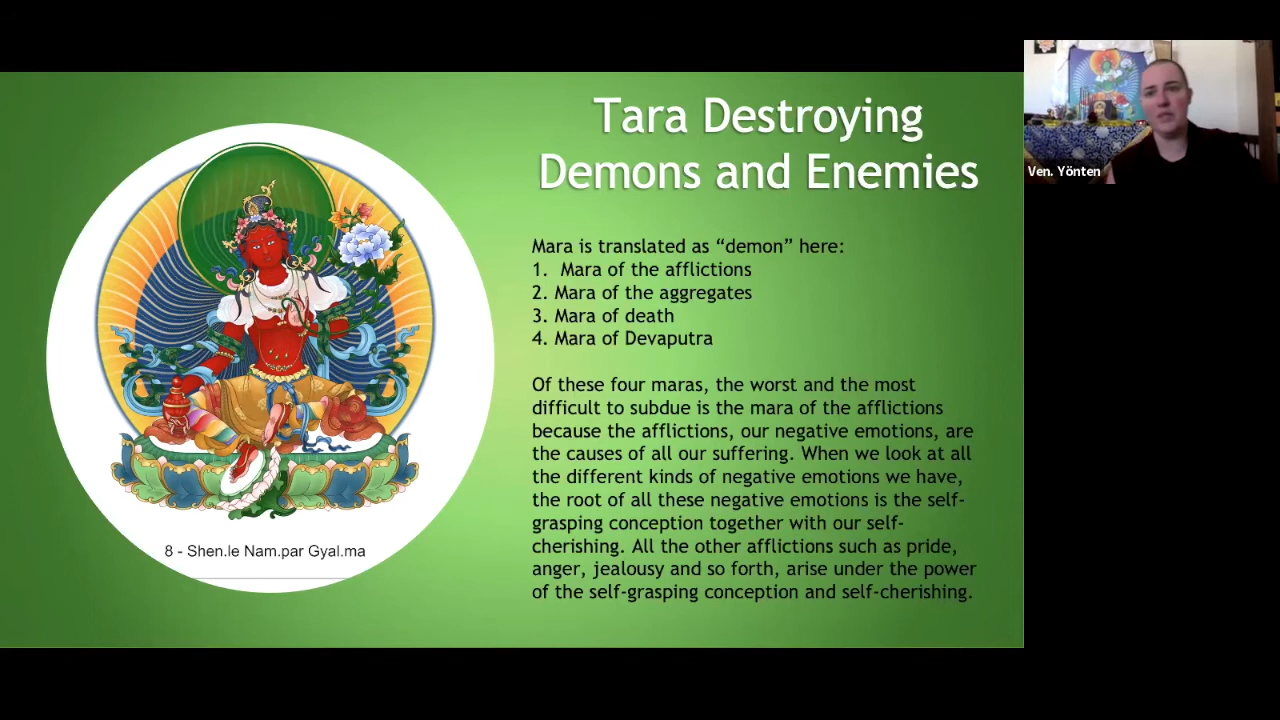 Tara Destroying
Demons and Enemies
Mara is translated as “demon” here:
1.  Mara of the afflictions
2. Mara of the aggregates
3. Mara of death
4. Mara of Devaputra
Of these four maras, the worst and the most
difficult to subdue is the mara of the afflictions
because the afflictions, our negative emotions, are
the causes of all our suffering. When we look at all
the different kinds of negative emotions we have,
the root of all these negative emotions is the self-
grasping conception together with our self-
cherishing. All the other afflictions such as pride,
anger, jealousy and so forth, arise under the power
of the self-grasping conception and self-cherishing.
8 - Shen.le Nam.par Gyal.ma
Ven. Yönten